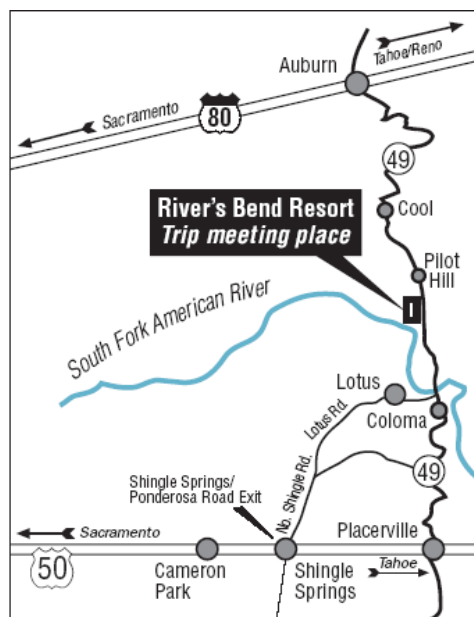 Tahoe/Reno
Auburn
Sacramento
80
49
Cool
River's Bend Resort
Trip meeting place
Pilot
Hill
I
South Fork American River
Lotus
Lotus Rd.
Coloma
No. Shingle Rd.
49
Shingle Springs/
Ponderosa Road Exit
Sacramento
Placerville
50
Cameron
Park
Shingle
Springs
Tahoe